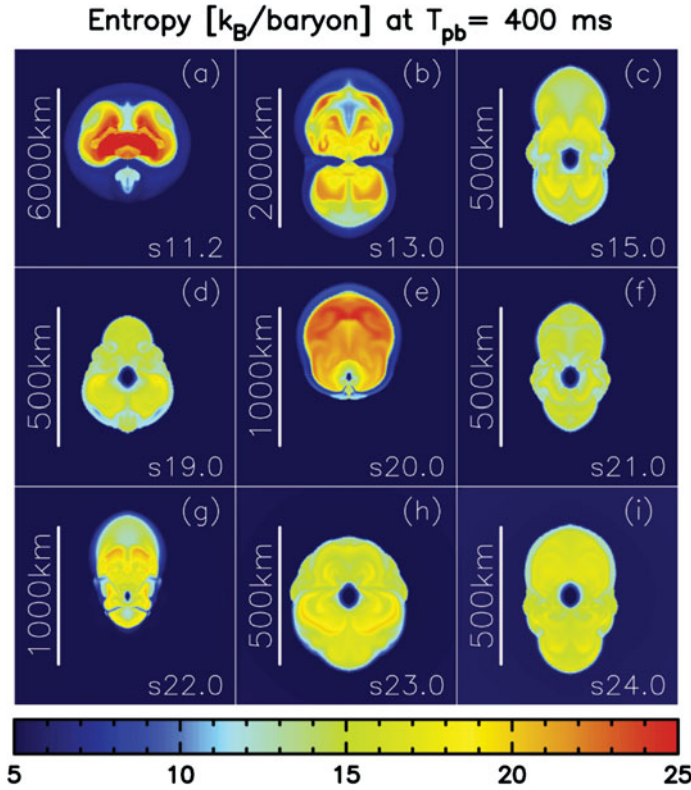 Entropy [k_B/baryon] at T_pb= 400 ms
(a)
6000km
s11.2
(b)
2000km
s13.0
(c)
500km
s15.0
(d)
500km
s19.0
(e)
1000km
s20.0
(f)
500km
s21.0
(g)
1000km
s22.0
(h)
500km
s23.0
(i)
500km
s24.0
5 10 15 20 25